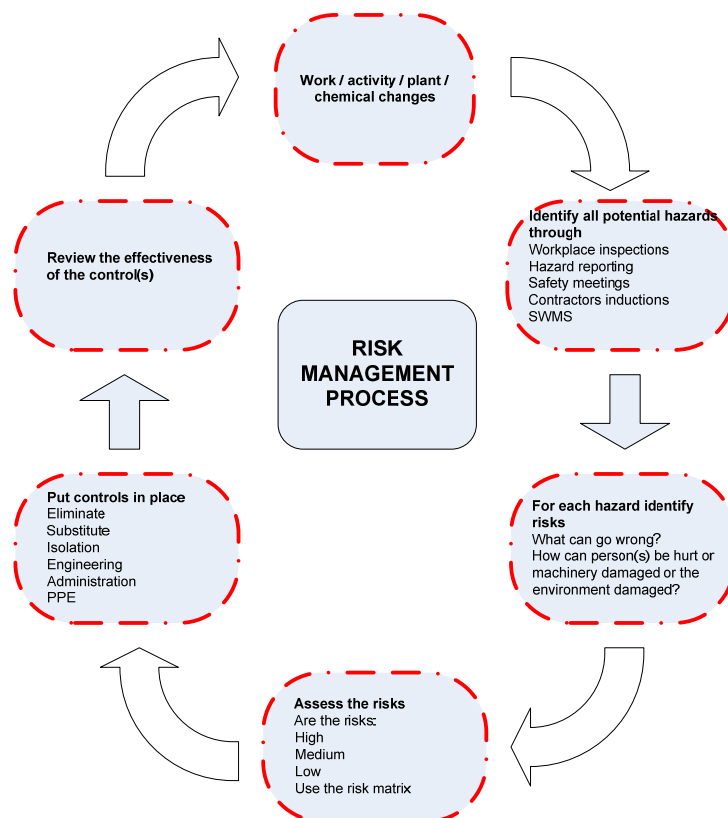 Work / activity / plant /
chemical changes
Identify all potential hazards
through
Workplace inspections
Hazard reporting
Safety meetings
Contractors inductions
SWMS
For each hazard identify
risks
What can go wrong?
How can person(s) be hurt or
machinery damaged or the
environment damaged?
Assess the risks
Are the risks:
High
Medium
Low
Use the risk matrix
Put controls in place
Eliminate
Substitute
Isolation
Engineering
Administration
PPE
Review the effectiveness
of the control(s)
RISK
MANAGEMENT
PROCESS